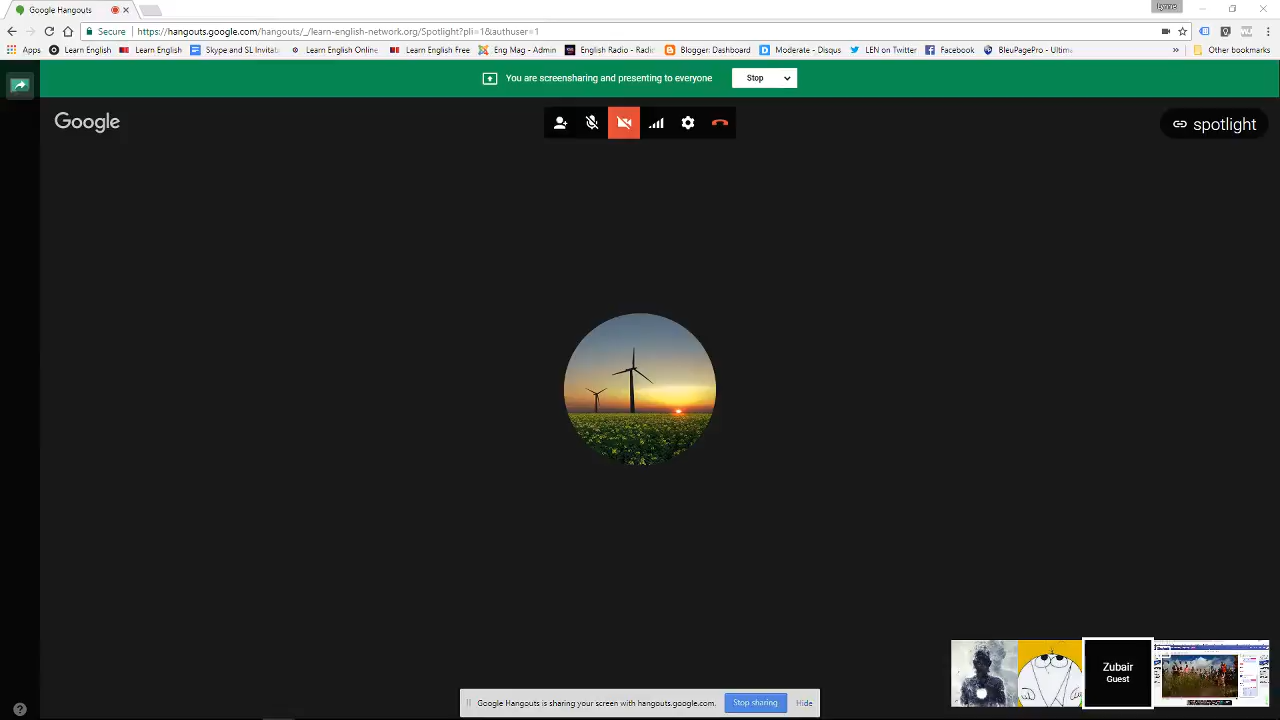 Lynne
Google Hangouts
Secure
https://hangouts.google.com/hangouts/_/learn-english-network.org/Spotlight?pli=1&authuser=1
Apps
Learn English
Learn English
Skype and SL Invitat
Learn English Online
Learn English Free
Eng Mag - Admin
English Radio - Radi
Blogger Dashboard
Moderate - Disqus
LEN on Twitter
Facebook
BeuPagePro - Ultima
»
Other bookmarks
You are screensharing and presenting to everyone
Stop
Google
spotlight
Zubair
Guest
Google Hangouts is sharing your screen with hangouts.google.com.
Stop sharing
Hide